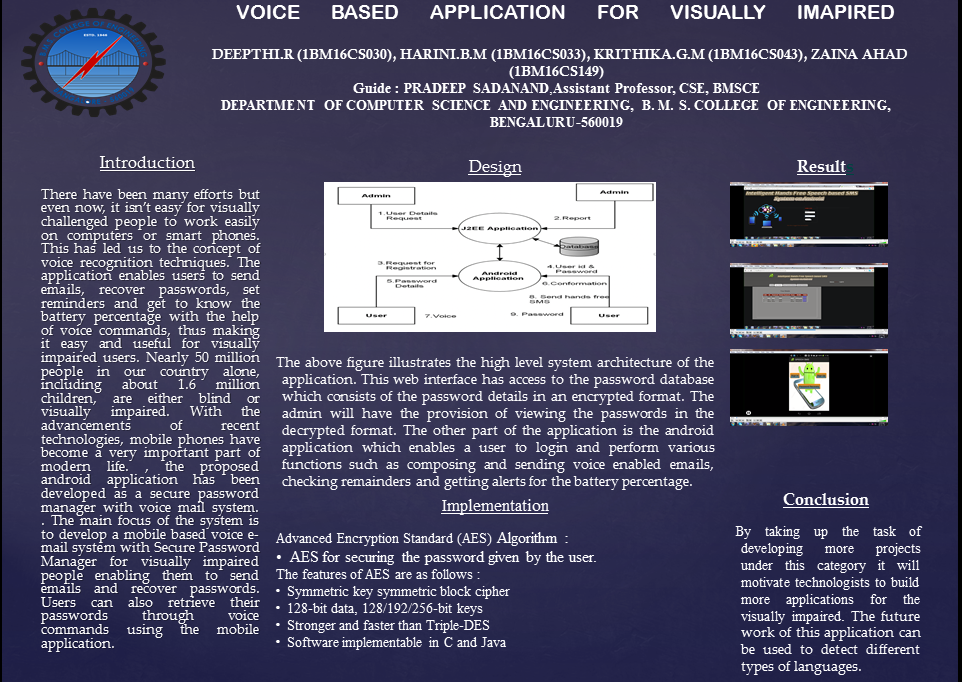 VOICE BASED APPLICATION FOR VISUALLY IMAPIRED
ESTD. 1946
DEEPTHI.R (1BM16CS030), HARINI.B.M (1BM16CS033), KRITHIKA.G.M (1BM16CS043), ZAINA AHAD
(1BM16CS149)
Guide : PRADEEP SADANAND,Assistant Professor, CSE, BMSCE
DEPARTMENT OF COMPUTER SCIENCE AND ENGINEERING, B. M. S. COLLEGE OF ENGINEERING,
BENGALURU-560019
Introduction
There have been many efforts but
even now, it isn't easy for visually
challenged people to work easily
on computers or smart phones.
This has led us to the concept of
voice recognition techniques. The
application enables users to send
emails, recover passwords, set
reminders and get to know the
battery percentage with the help
of voice commands, thus making
it easy and useful for visually
impaired users. Nearly 50 million
people in our country alone,
including about 1.6 million
children, are either blind or
visually impaired. With the
advancements of recent
technologies, mobile phones have
become a very important part of
modern life. , the proposed
android application has been
developed as a secure password
manager with voice mail system.
. The main focus of the system is
to develop a mobile based voice e-
mail system with Secure Password
Manager for visually impaired
people enabling them to send
emails and recover passwords.
Users can also retrieve their
passwords through voice
commands using the mobile
application.
Design
Admin
Admin
1.User Details
Request
2.Report
J2EE Application
Database
3.Request for
Registration
4.User id &
Password
Android
Application
5.Password
Details
6.Conformation
8. Send hands free
SMS
User
7.Voice
9. Password
User
The above figure illustrates the high level system architecture of the
application. This web interface has access to the password database
which consists of the password details in an encrypted format. The
admin will have the provision of viewing the passwords in the
decrypted format. The other part of the application is the android
application which enables a user to login and perform various
functions such as composing and sending voice enabled emails,
checking remainders and getting alerts for the battery percentage.
Implementation
Advanced Encryption Standard (AES) Algorithm :
• AES for securing the password given by the user.
The features of AES are as follows :
• Symmetric key symmetric block cipher
• 128-bit data, 128/192/256-bit keys
• Stronger and faster than Triple-DES
• Software implementable in C and Java
Result
Intelligent Hands Free Speech based SMS
System on Android
Conclusion
By taking up the task of
developing more projects
under this category it will
motivate technologists to build
more applications for the
visually impaired. The future
work of this application can
be used to detect different
types of languages.